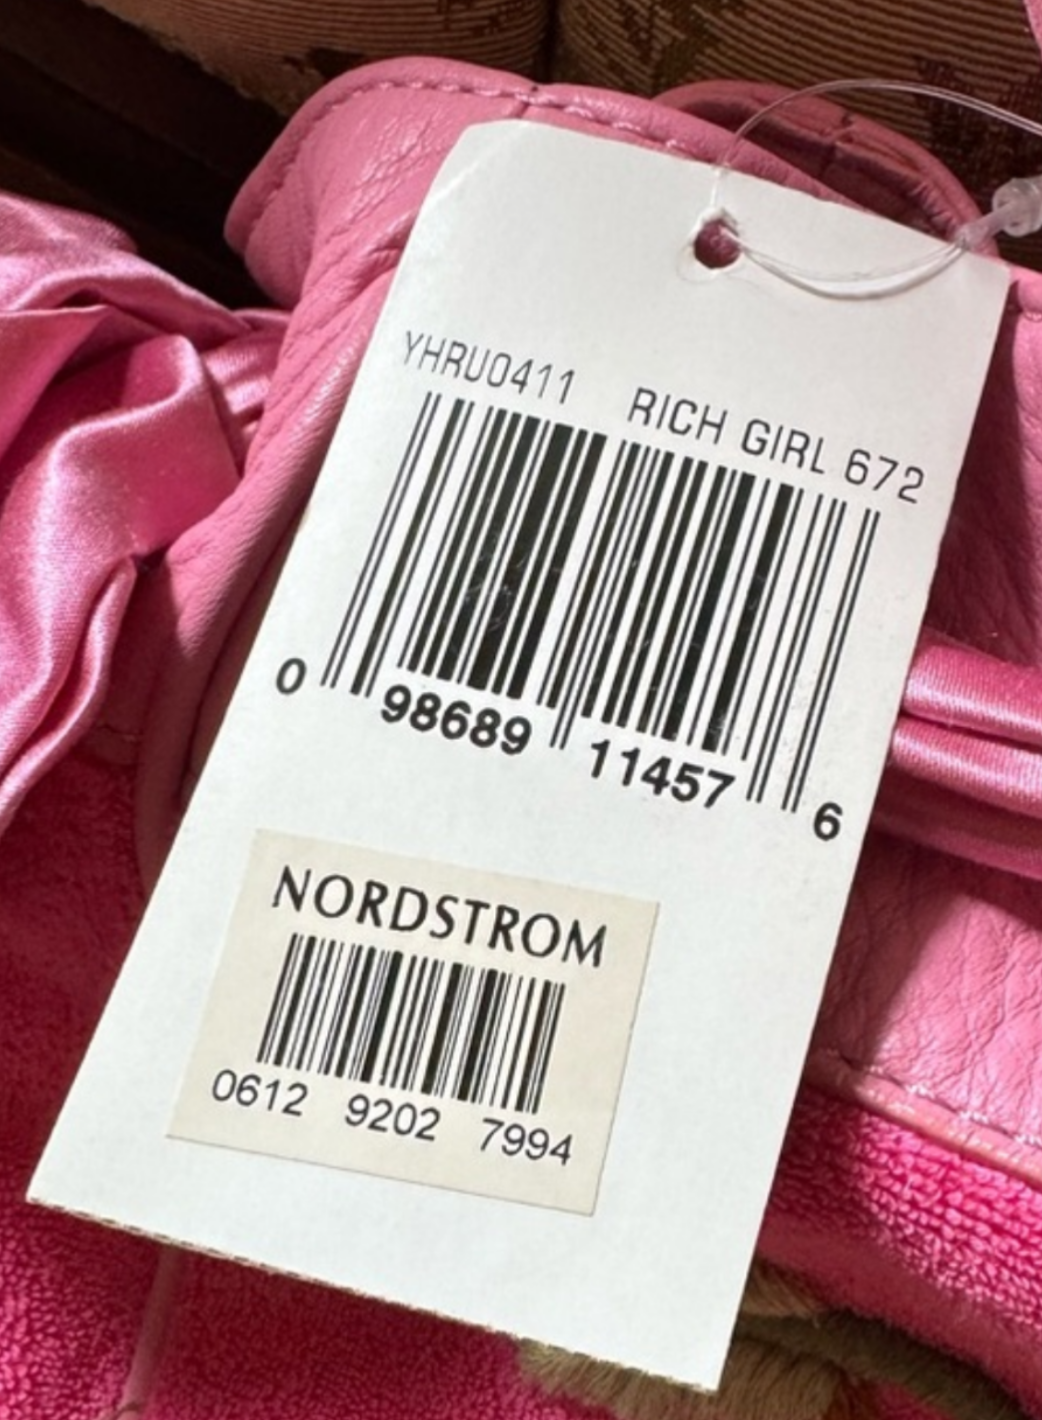 YHRU0411 RICH GIRL 672
0 98689 11457 6
NORDSTROM
0612 9202 7994